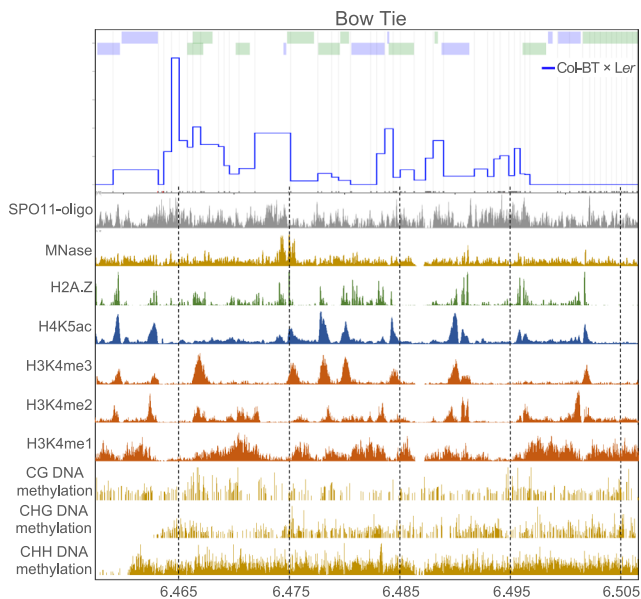 Bow Tie
Col-BT × Ler
SPO11-oligo
MNase
H2A.Z
H4K5ac
H3K4me3
H3K4me2
H3K4me1
CG DNA
methylation
CHG DNA
methylation
CHH DNA
methylation
6.465 6.475 6.485 6.495 6.505